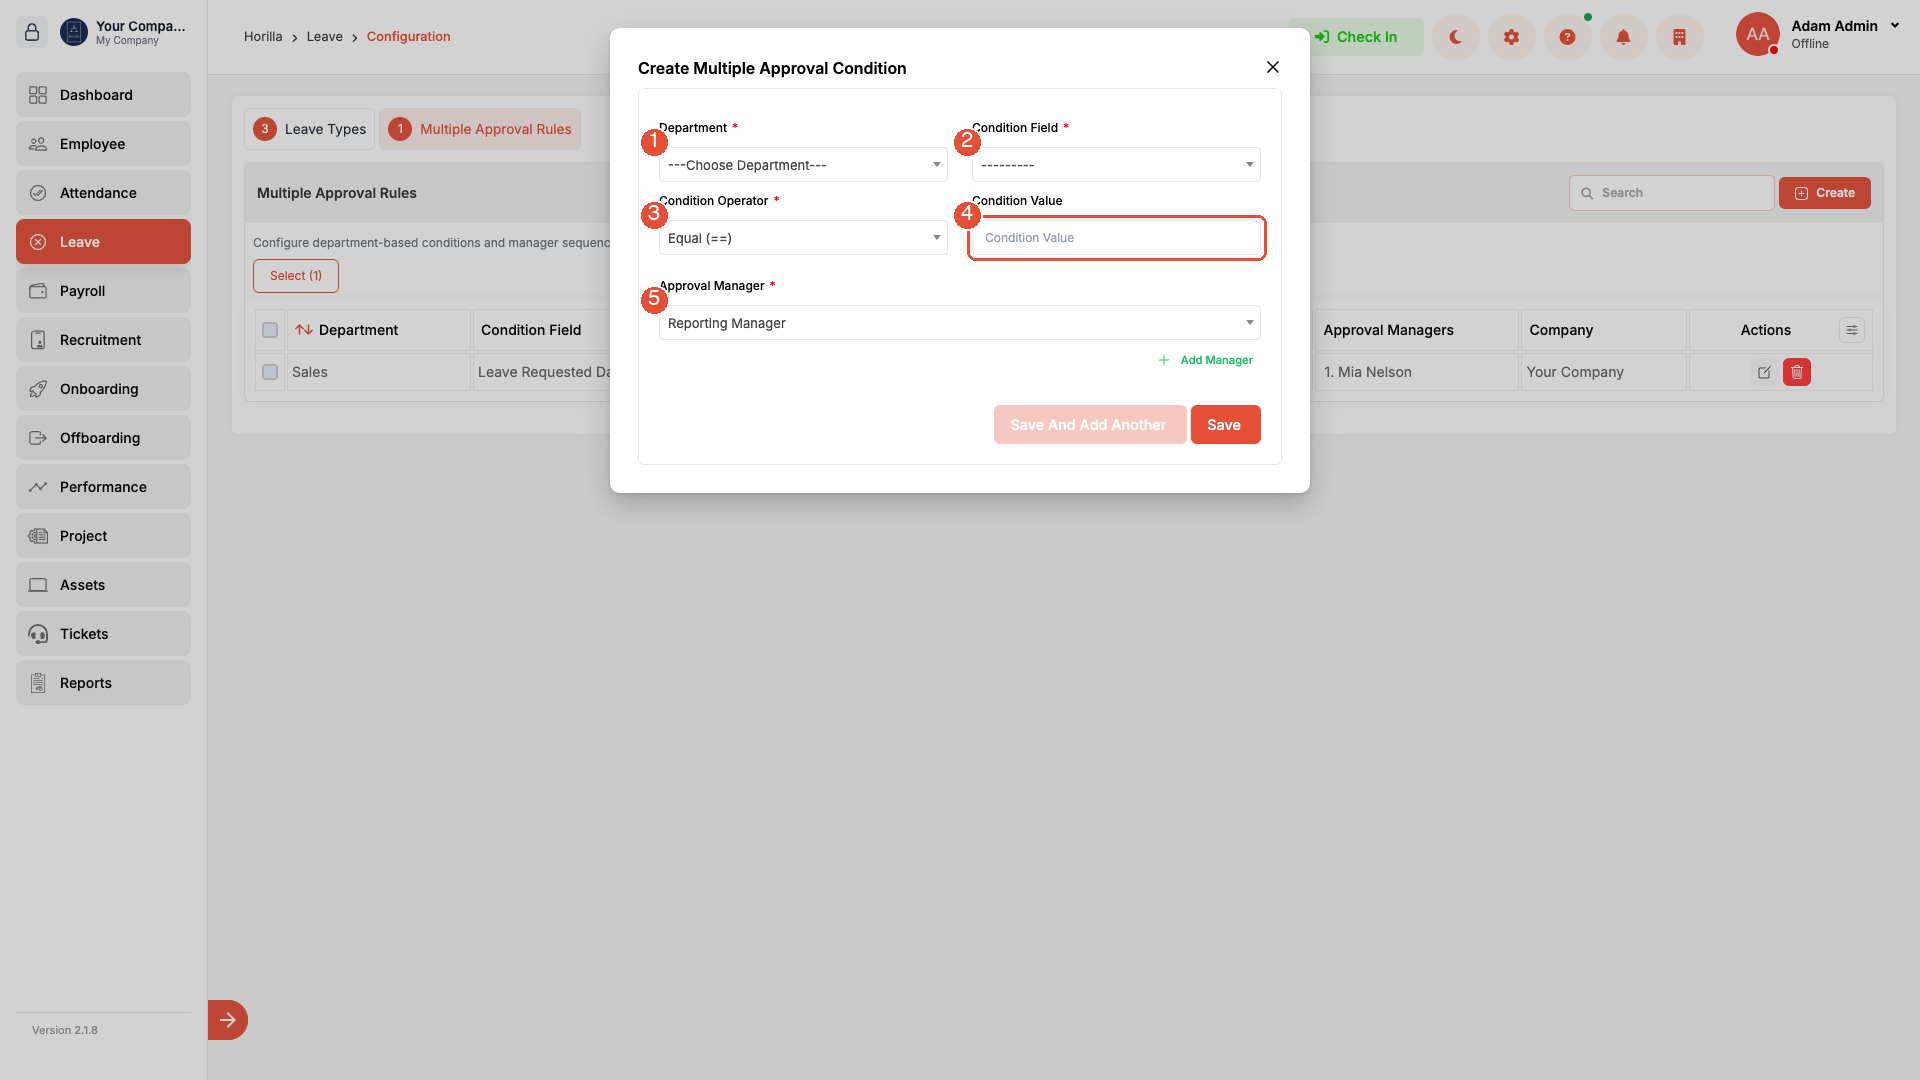 Your Compa...
My Company
Horilla > Leave > Configuration
Check In
AA
Adam Admin
Offline
Dashboard
Employee
Attendance
Leave
Payroll
Recruitment
Onboarding
Offboarding
Performance
Project
Assets
Tickets
Reports
Version 2.1.8
3 Leave Types
1 Multiple Approval Rules
Multiple Approval Rules
Search
Create
Configure department-based conditions and manager sequenc
Select (1)
Department
Condition Field
Approval Managers
Company
Actions
Sales
Leave Requested Da
1. Mia Nelson
Your Company
Create Multiple Approval Condition
1 Department *
---Choose Department---
2 Condition Field *
---------
3 Condition Operator *
Equal (==)
4 Condition Value
Condition Value
5 Approval Manager *
Reporting Manager
+ Add Manager
Save And Add Another
Save